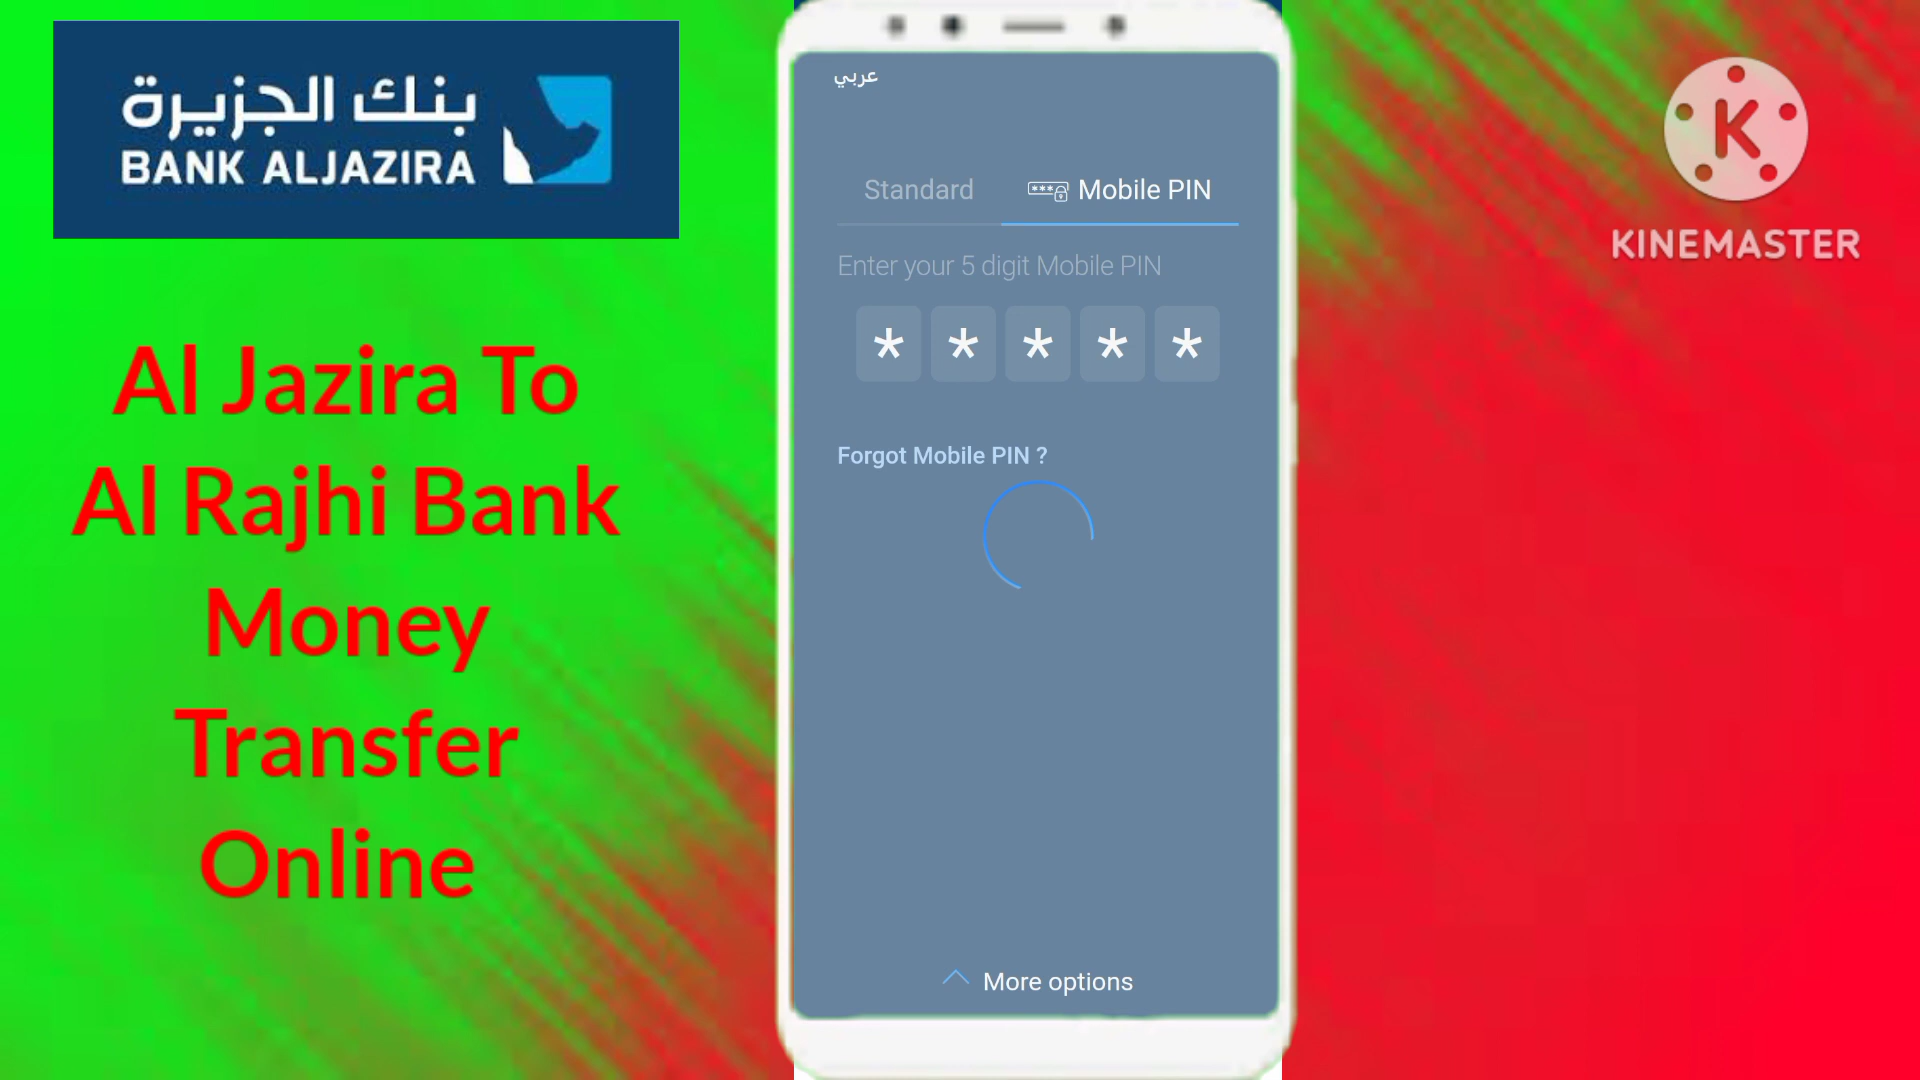 بنك الجزيرة
BANK ALJAZIRA
Al Jazira To
Al Rajhi Bank
Money
Transfer
Online
عربي
Standard
Mobile PIN
Enter your 5 digit Mobile PIN
* * * * *
Forgot Mobile PIN ?
More options
K
KINEMASTER